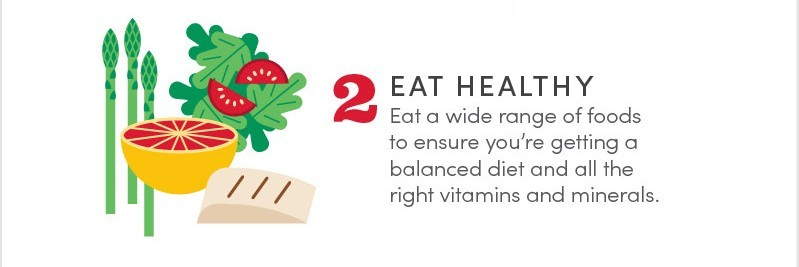 2 EAT HEALTHY
Eat a wide range of foods
to ensure you’re getting a
balanced diet and all the
right vitamins and minerals.